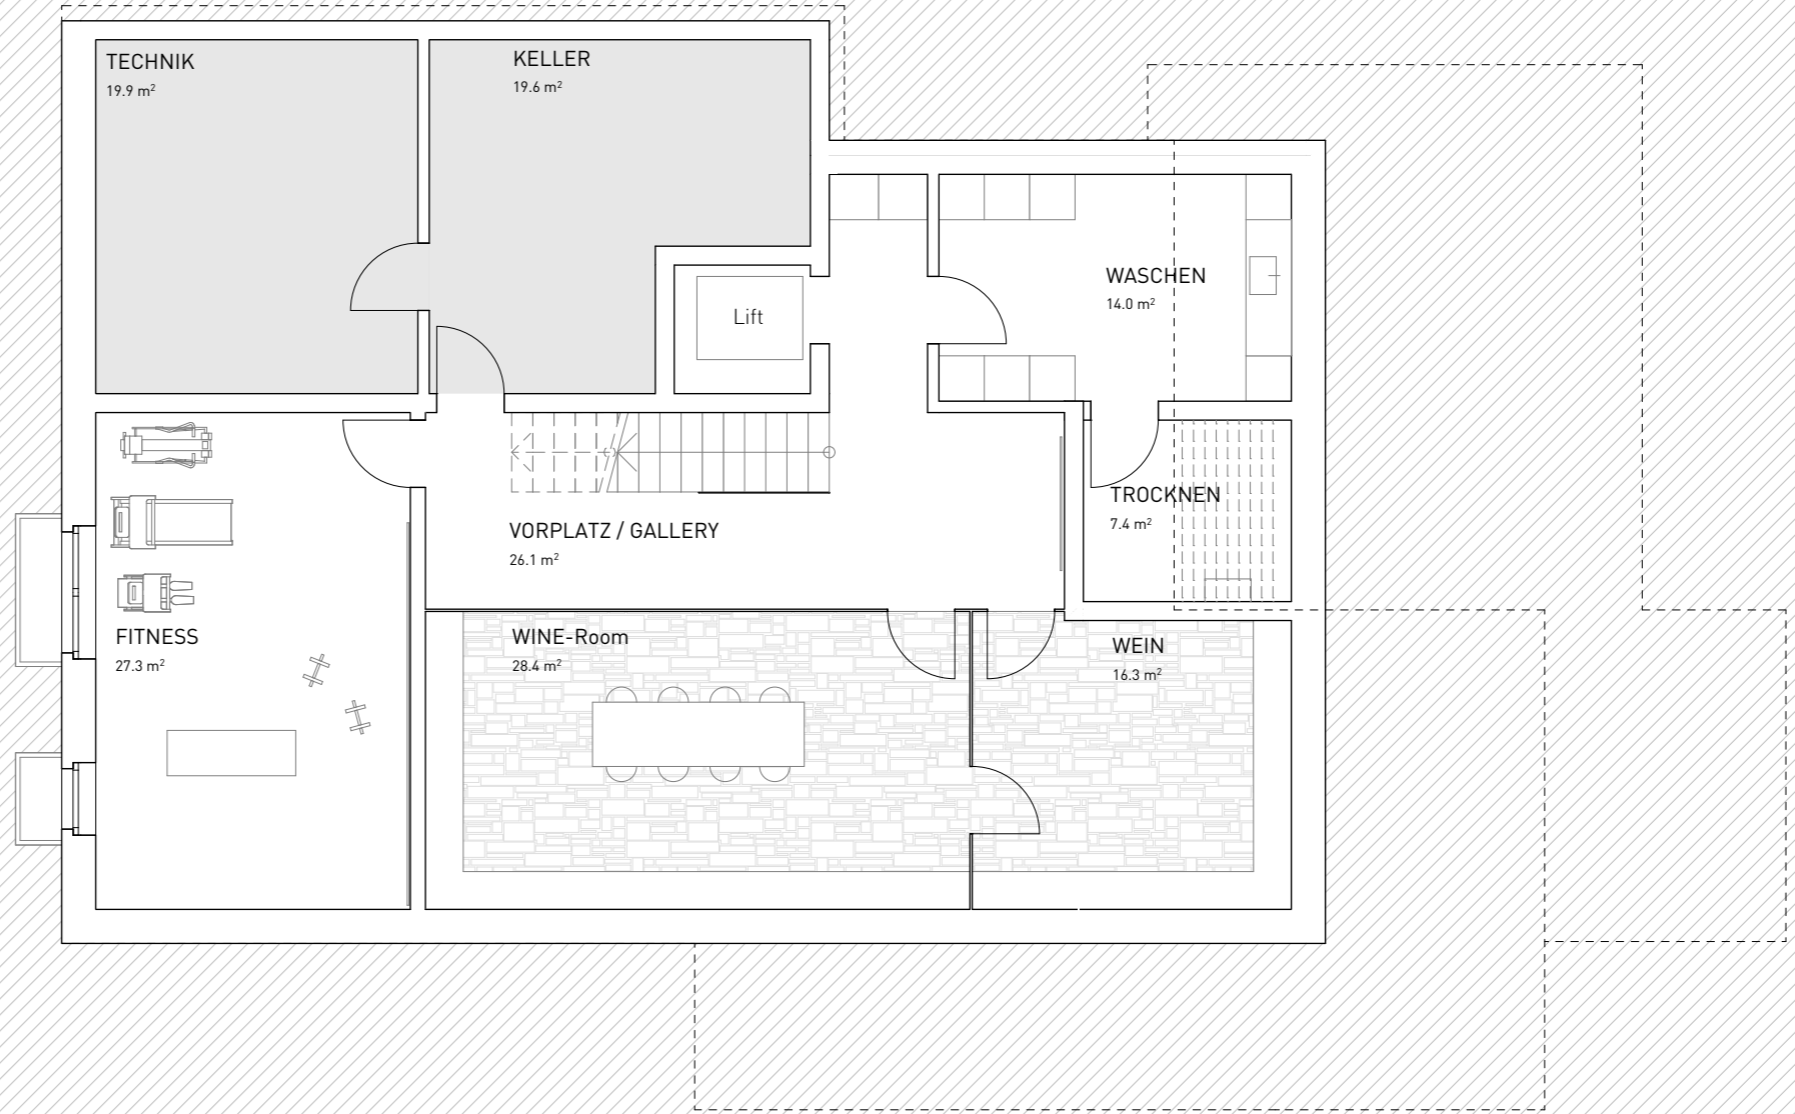 TECHNIK
19.9 m²
KELLER
19.6 m²
Lift
WASCHEN
14.0 m²
TROCKNEN
7.4 m²
VORPLATZ / GALLERY
26.1 m²
FITNESS
27.3 m²
WINE-Room
28.4 m²
WEIN
16.3 m²